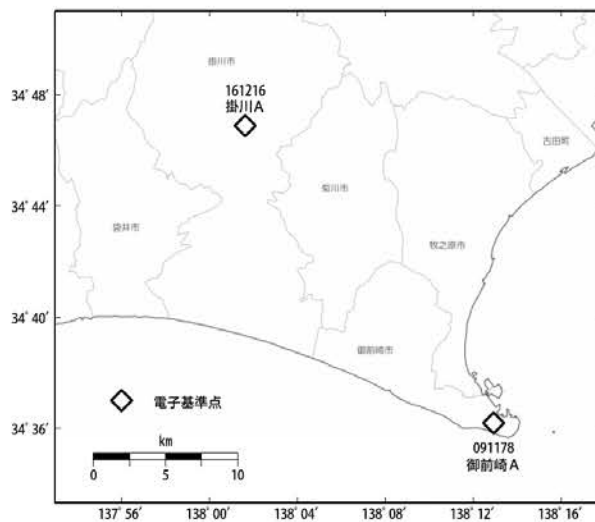 掛川市
34° 48'
161216
掛川A
吉田町
34° 44'
菊川市
袋井市
牧之原市
34° 40'
御前崎市
電子基準点
34° 36'
km
091178
御前崎A
0 5 10
137° 56' 138° 00' 138° 04' 138° 08' 138° 12' 138° 16'